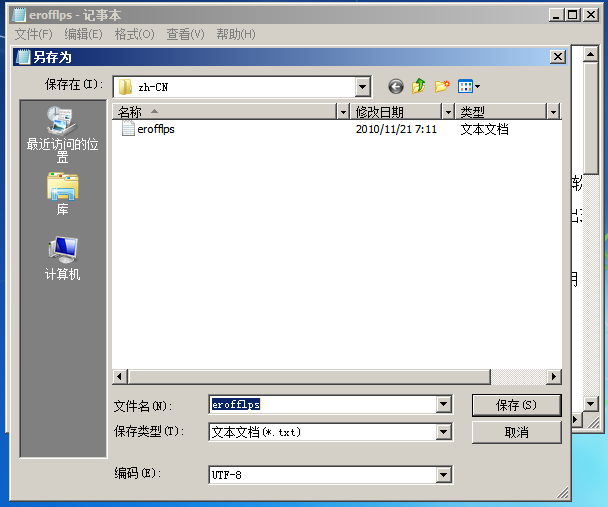 erofflps - 记事本
文件(F) 编辑(E) 格式(O) 查看(V) 帮助(H)
另存为
保存在(I): zh-CN
名称 修改日期 类型
erofflps 2010/11/21 7:11 文本文档
最近访问的位
置
库
计算机
文件名(N): erofflps 保存(S)
保存类型(T): 文本文档(*.txt) 取消
编码(E): UTF-8